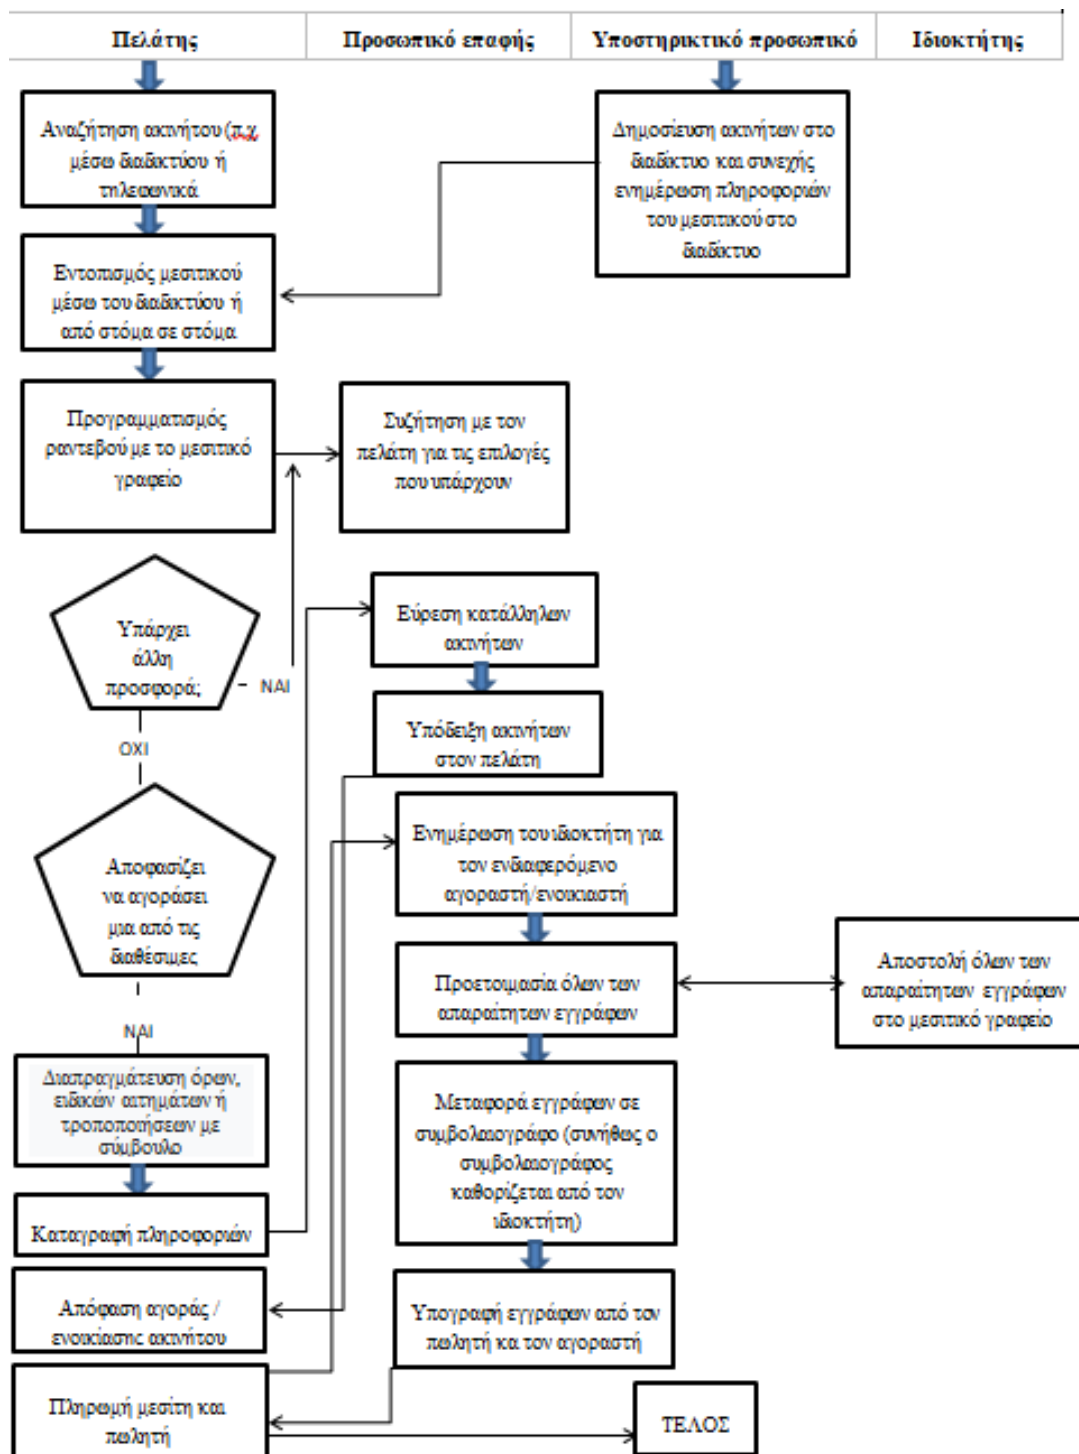 Πελάτης
Προσωπικό επαφής
Υποστηρικτικό προσωπικό
Ιδιοκτήτης
Αναζήτηση ακινήτου (π.χ
μέσω διαδικτύου ή
τηλεφωνικά
Δημοσίευση ακινήτων στο
διαδίκτυο και συνεχής
ενημέρωση πληροφοριών
του μεσιτικού στο
διαδίκτυο
Εντοπισμός μεσιτικού
μέσω του διαδικτύου ή
από στόμα σε στόμα
Προγραμματισμός
ραντεβού με το μεσιτικό
γραφείο
Συζήτηση με τον
πελάτη για τις επιλογές
που υπάρχουν
Υπάρχει
άλλη
προσφορά;
ΝΑΙ
ΟΧΙ
Εύρεση κατάλληλων
ακινήτων
Υπόδειξη ακινήτων
στον πελάτη
Αποφασίζει
να αγοράσει
μια από τις
διαθέσιμες
ΝΑΙ
Ενημέρωση του ιδιοκτήτη για
τον ενδιαφερόμενο
αγοραστή/ενοικιαστή
Προετοιμασία όλων των
απαραίτητων εγγράφων
Αποστολή όλων των
απαραίτητων εγγράφων
στο μεσιτικό γραφείο
Διαπραγμάτευση όρων,
ειδικών αιτημάτων ή
τροποποιήσεων με
σύμβουλο
Μεταφορά εγγράφων σε
συμβολαιογράφο (συνήθως ο
συμβολαιογράφος
καθορίζεται από τον
ιδιοκτήτη)
Καταγραφή πληροφοριών
Απόφαση αγοράς /
ενοικίασης ακινήτου
Υπογραφή εγγράφων από τον
πωλητή κα τον αγοραστή
Πληρωμή μεσίτη και
πωλητή
ΤΕΛΟΣ